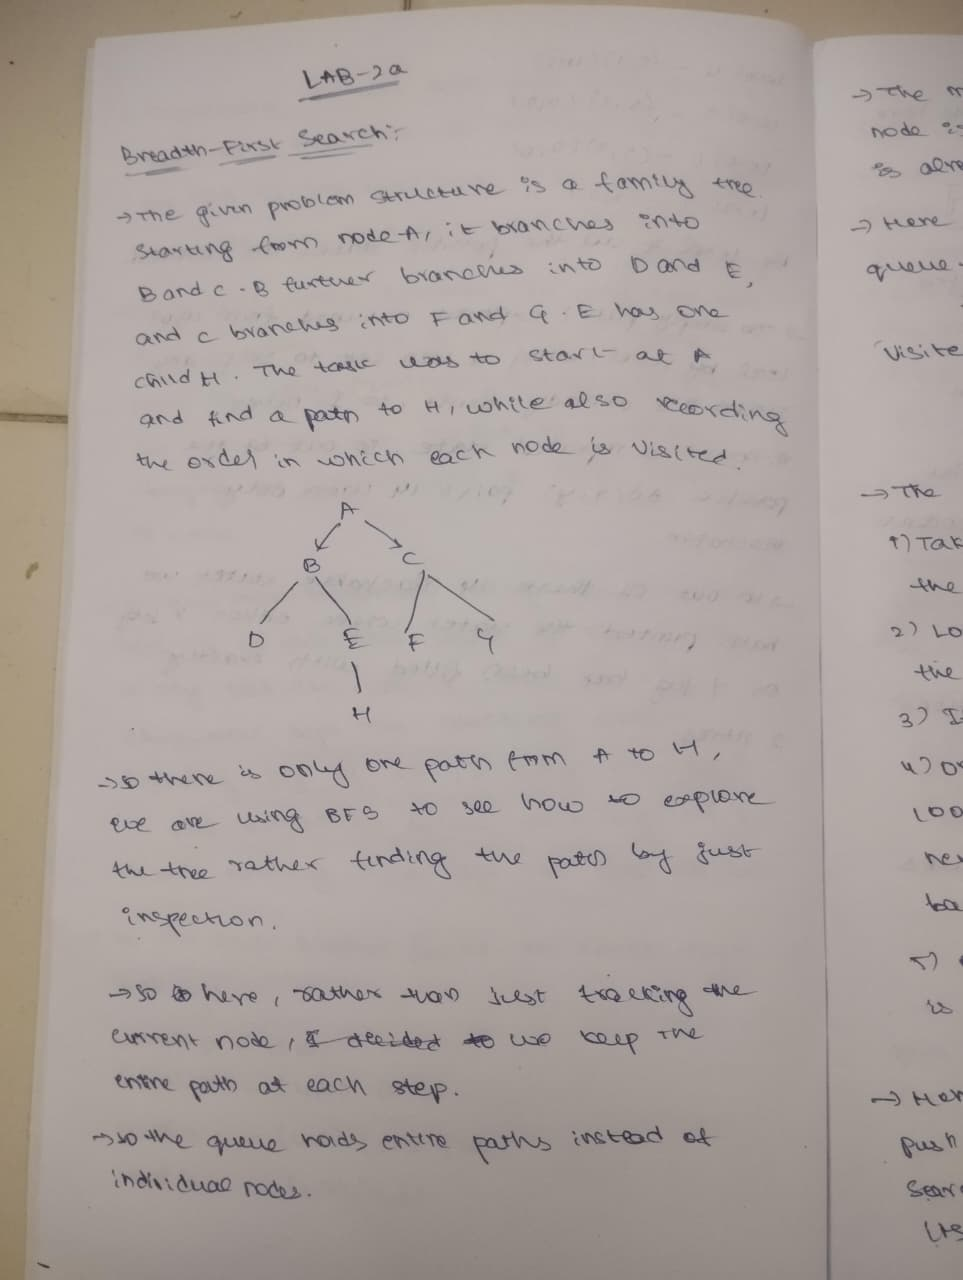 LAB-2a
Breadth-First Search:-
→ The given problem structure is a family tree.
Starting from node A, it branches into
B and C. B further branches into D and E,
and C branches into F and G. E has one
child H. The task was to start at A
and find a path to H, while also recording
the order in which each node is visited.
A
B C
D E F G
H
→ so there is only one path from A to H,
we are using BFS to see how to explore
the tree rather finding the path by just
inspection.
→ so here, rather than just tracking the
current node, I decided to we keep the
entire path at each step.
→ so the queue holds entire paths instead of
individual nodes.
→ The
node is
is
→ Here
queue
Visite
→ The
1) Tak
the
2) Lo
the
3) I
4)
loo
ne
ba
5)
is
→
push
Sear